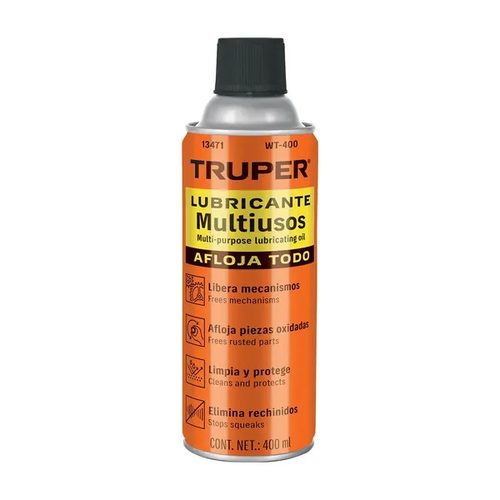 13471 WT-400
TRUPER®
LUBRICANTE
Multiusos
Multi-purpose lubricating oil
AFLOJA TODO
Libera mecanismos
Frees mechanisms
Afloja piezas oxidadas
Frees rusted parts
Limpia y protege
Cleans and protects
Elimina rechinidos
Stops squeaks
CONT. NET.: 400 ml